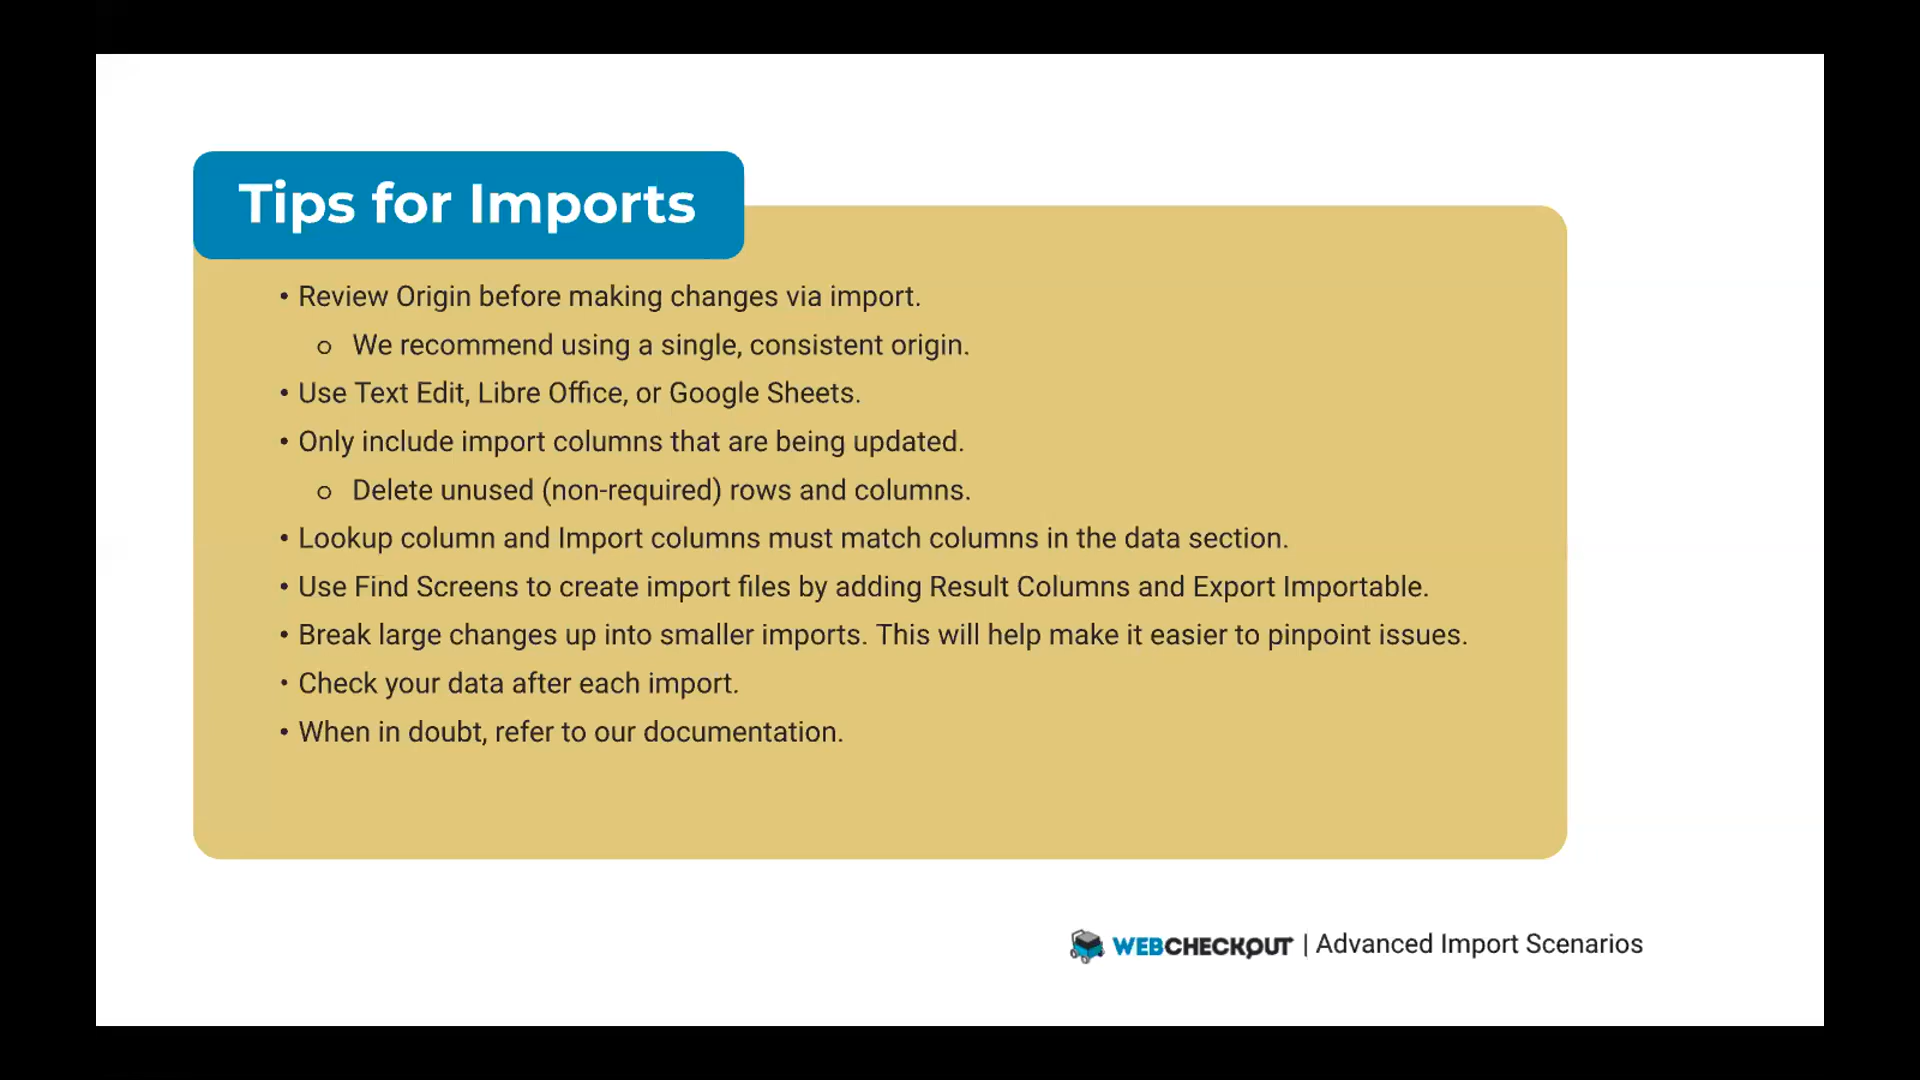 Tips for Imports
• Review Origin before making changes via import.
o We recommend using a single, consistent origin.
• Use Text Edit, Libre Office, or Google Sheets.
• Only include import columns that are being updated.
o Delete unused (non-required) rows and columns.
• Lookup column and Import columns must match columns in the data section.
• Use Find Screens to create import files by adding Result Columns and Export Importable.
• Break large changes up into smaller imports. This will help make it easier to pinpoint issues.
• Check your data after each import.
• When in doubt, refer to our documentation.
WEBCHECKOUT | Advanced Import Scenarios